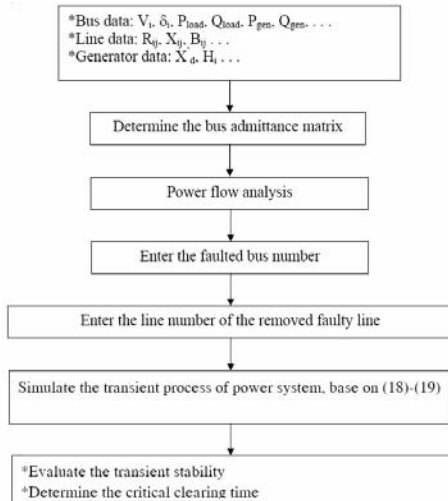 *Bus data: Vᵢ, δᵢ, P_load, Q_load, P_gen, Q_gen, ...
*Line data: R_ij, X_ij, B_ij ...
*Generator data: X'_d, H_i ...
Determine the bus admittance matrix
Power flow analysis
Enter the faulted bus number
Enter the line number of the removed faulty line
Simulate the transient process of power system, base on (18)-(19)
*Evaluate the transient stability
*Determine the critical clearing time